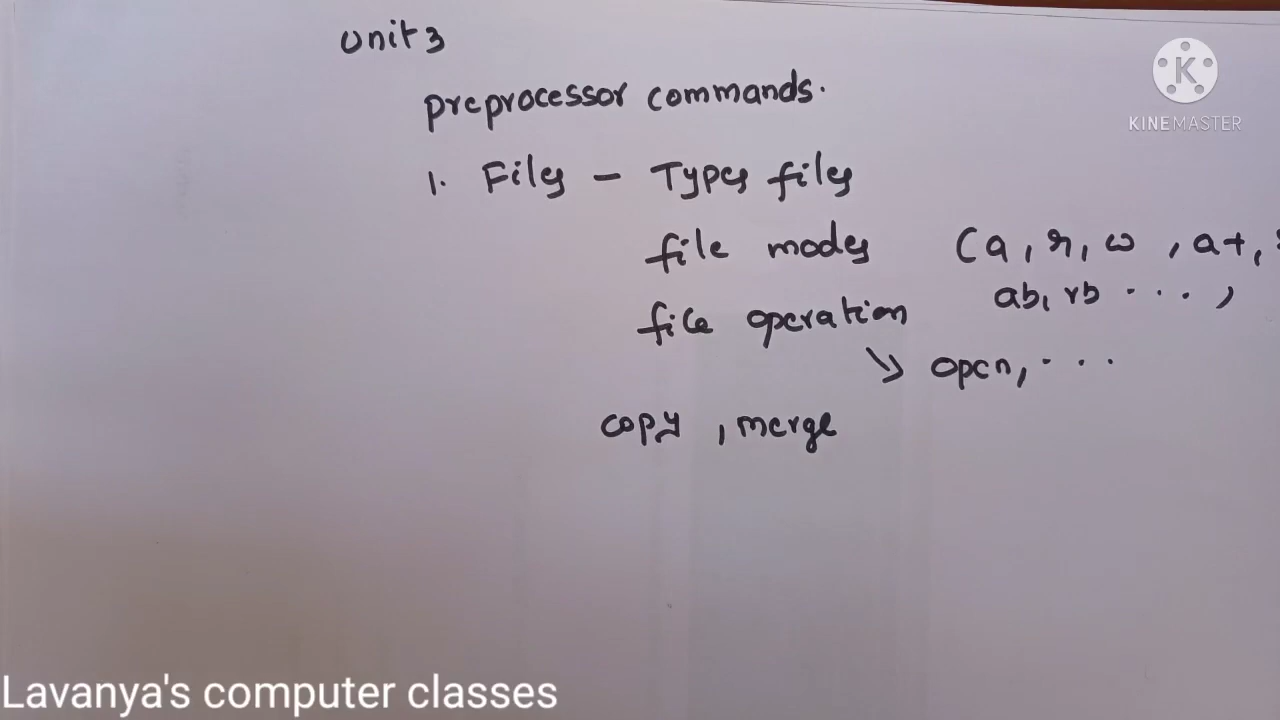 Unit 3
preprocessor commands.
1. Files - Types files
file modes (a, r, w, a+,
ab, rb . . . , )
file operation
↘ open, . . .
copy , merge
KINEMASTER
Lavanya's computer classes